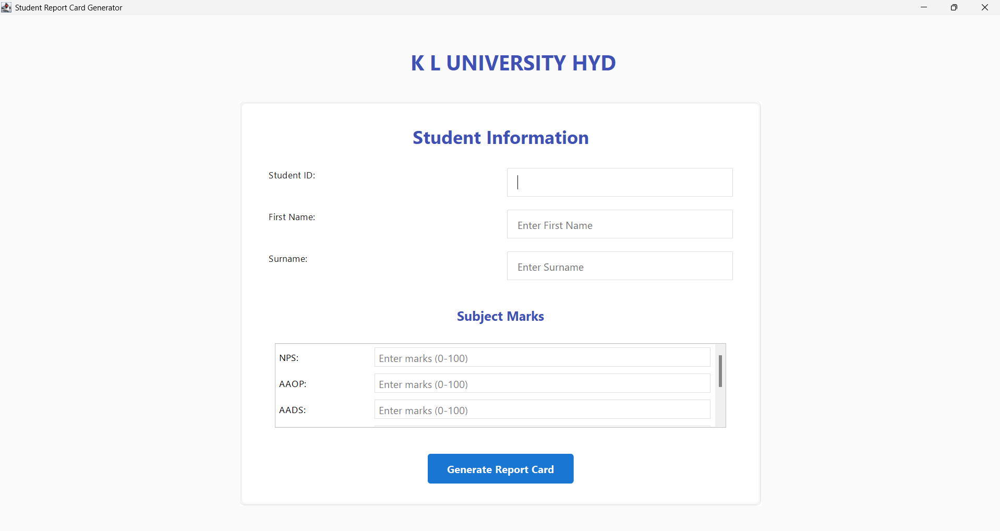 Student Report Card Generator
K L UNIVERSITY HYD
Student Information
Student ID:
First Name:
Enter First Name
Surname:
Enter Surname
Subject Marks
NPS:
Enter marks (0-100)
AAOP:
Enter marks (0-100)
AADS:
Enter marks (0-100)
Generate Report Card